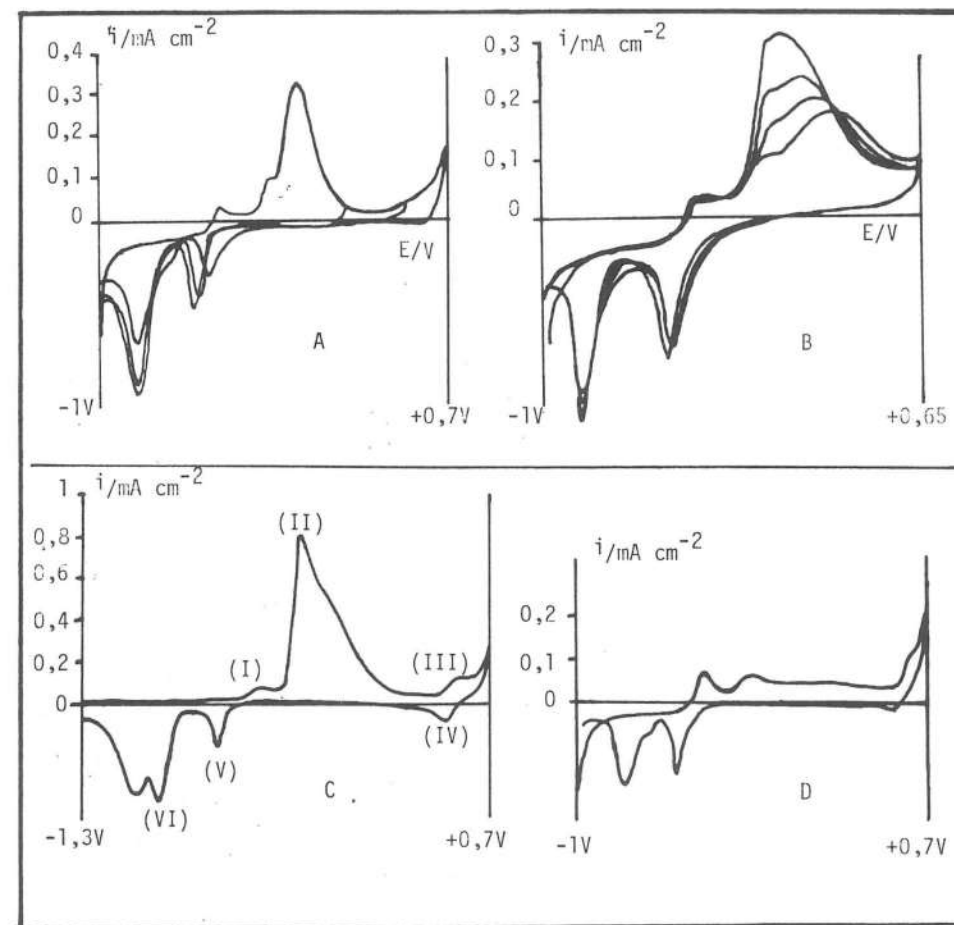 i/mA cm-2
0,4
0,3
0,2
0,1
0
E/V
A
-1V
+0,7V
i/mA cm-2
0,3
0,2
0,1
0
E/V
B
-1V
+0,65
i/mA cm-2
1
0,8
0,6
0,4
0,2
0
(I)
(II)
(III)
(IV)
(V)
(VI)
C
-1,3V
+0,7V
i/mA cm-2
0,2
0,1
0
D
-1V
+0,7V